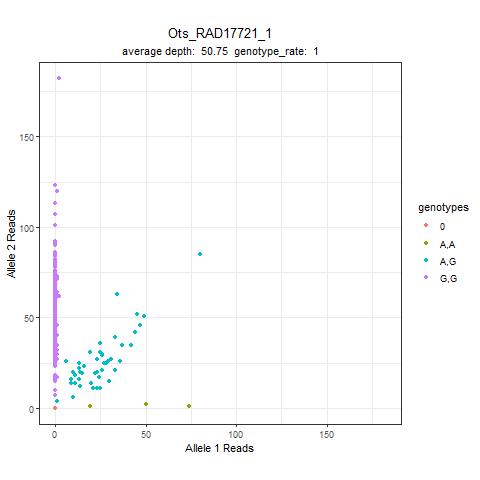 Ots_RAD17721_1
average depth: 50.75 genotype_rate: 1
150
100
50
0
Allele 2 Reads
0
50
100
150
Allele 1 Reads
genotypes
0
A,A
A,G
G,G